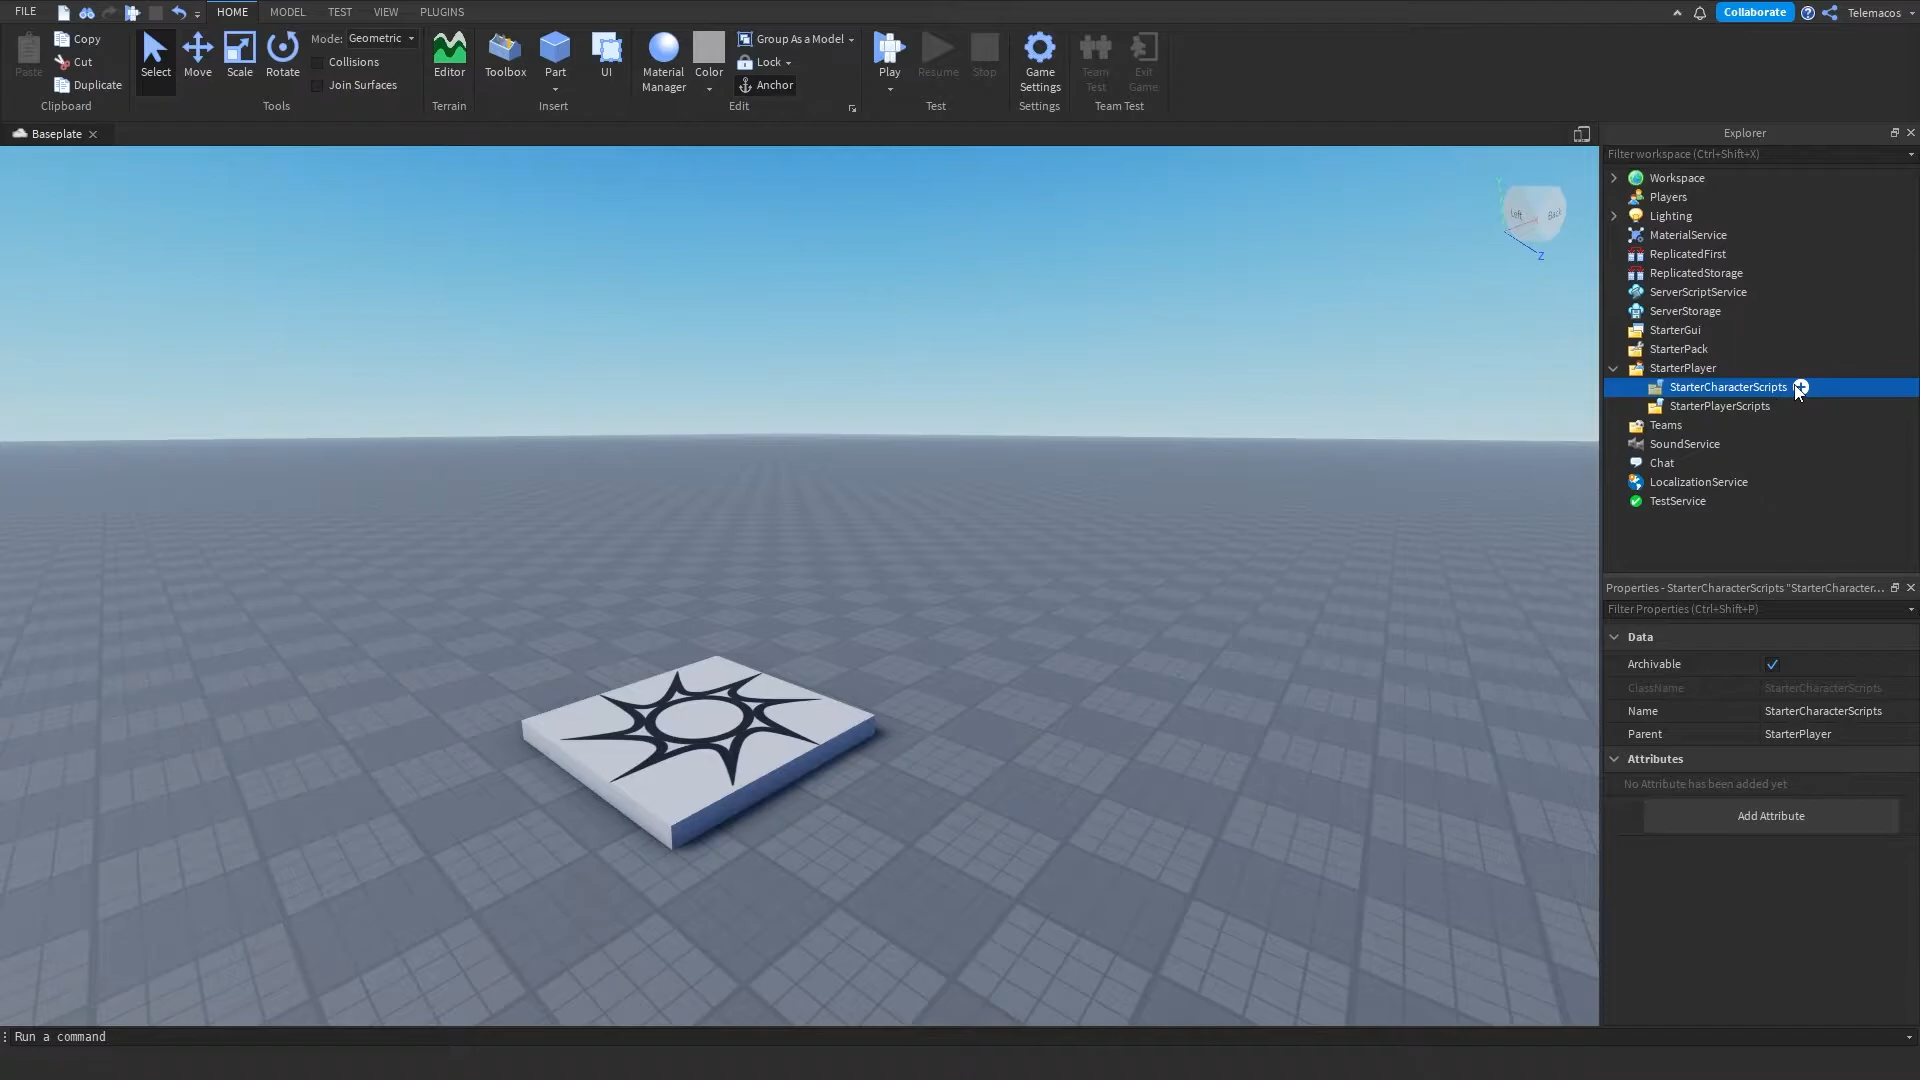 FILE
HOME
MODEL
TEST
VIEW
PLUGINS
Collaborate
Telemacos
Paste
Copy
Cut
Duplicate
Clipboard
Select
Move
Scale
Rotate
Mode: Geometric
Collisions
Join Surfaces
Tools
Editor
Terrain
Toolbox
Part
UI
Insert
Material
Manager
Color
Group As a Model
Lock
Anchor
Edit
Play
Resume
Stop
Test
Game
Settings
Settings
Team
Test
Exit
Game
Team Test
Baseplate
Left
Back
Y
Z
Explorer
Filter workspace (Ctrl+Shift+X)
Workspace
Players
Lighting
MaterialService
ReplicatedFirst
ReplicatedStorage
ServerScriptService
ServerStorage
StarterGui
StarterPack
StarterPlayer
StarterCharacterScripts
StarterPlayerScripts
Teams
SoundService
Chat
LocalizationService
TestService
Properties - StarterCharacterScripts "StarterCharacter...
Filter Properties (Ctrl+Shift+P)
Data
Archivable
ClassName StarterCharacterScripts
Name StarterCharacterScripts
Parent StarterPlayer
Attributes
No Attribute has been added yet
Add Attribute
Run a command